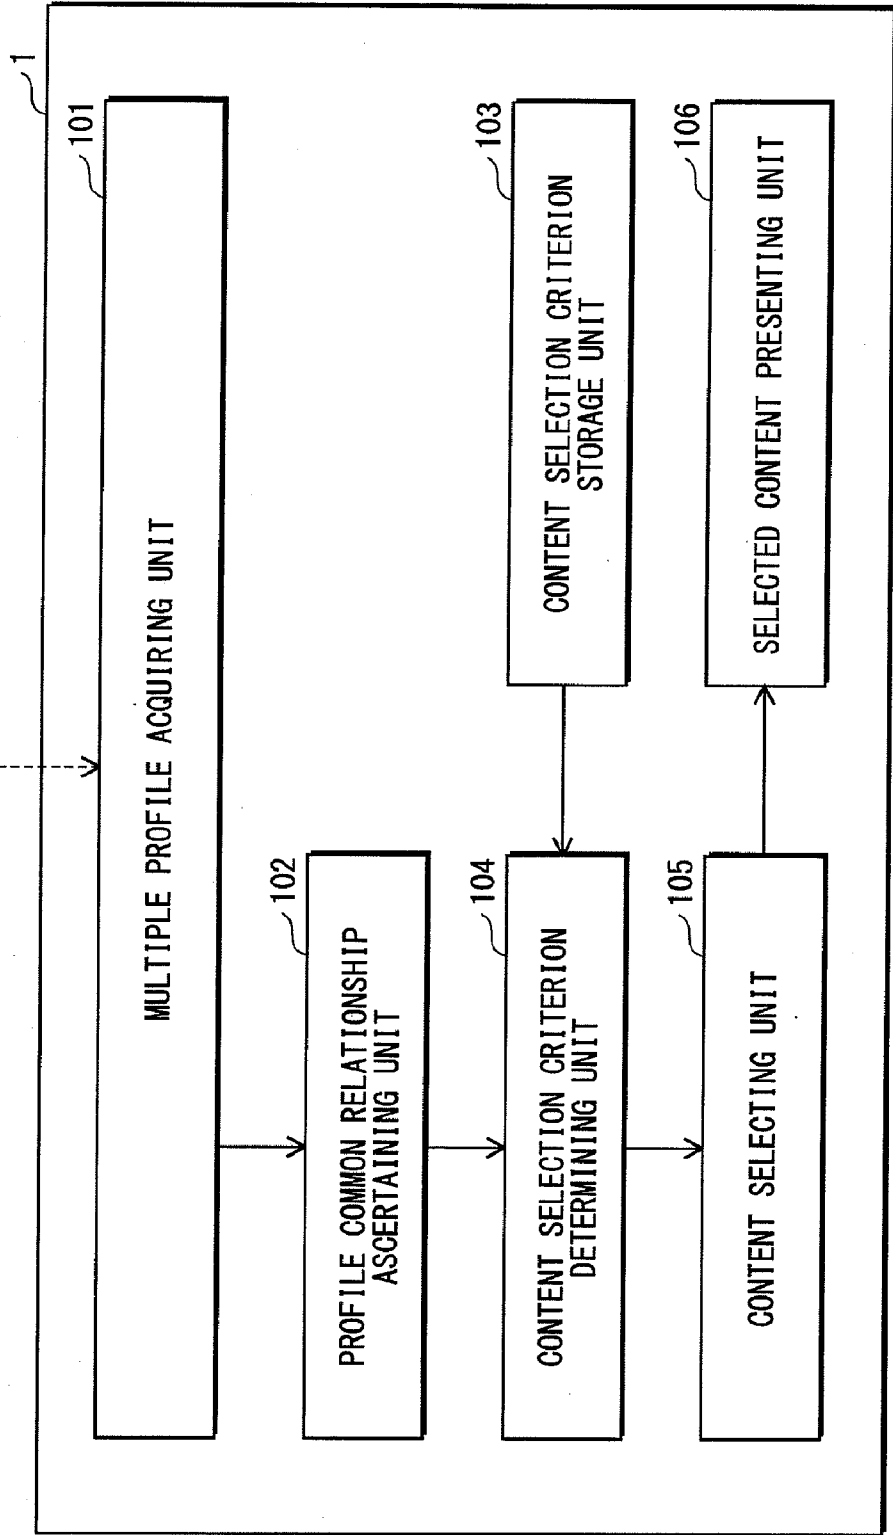 1
101
MULTIPLE PROFILE ACQUIRING UNIT
102
PROFILE COMMON RELATIONSHIP
ASCERTAINING UNIT
103
CONTENT SELECTION CRITERION
STORAGE UNIT
104
CONTENT SELECTION CRITERION
DETERMINING UNIT
105
CONTENT SELECTING UNIT
106
SELECTED CONTENT PRESENTING UNIT